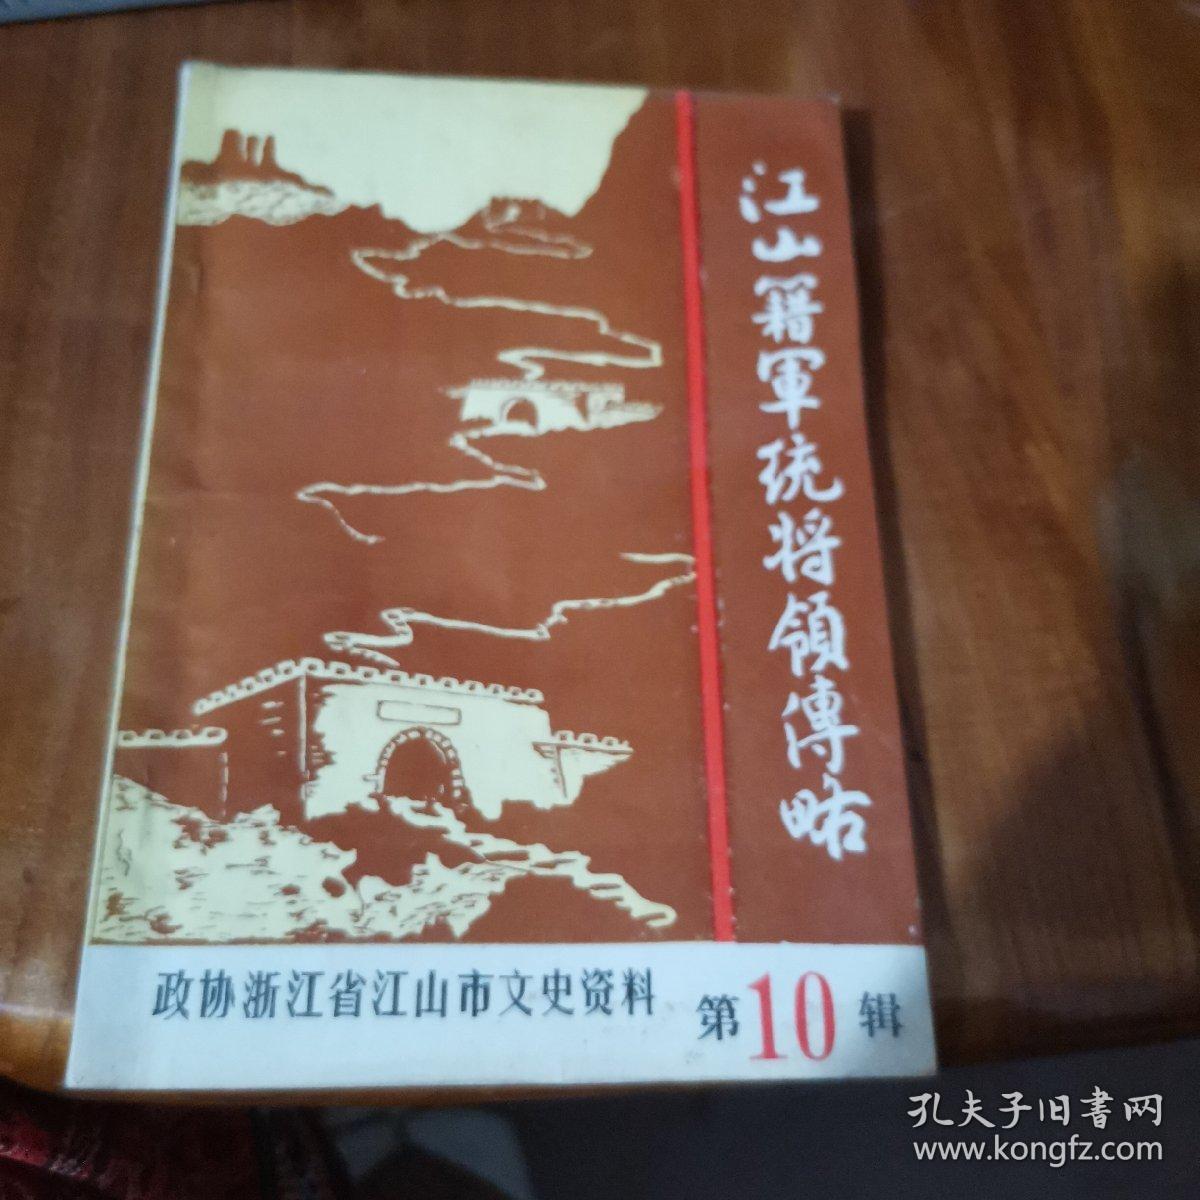 江山籍軍统将領傳略
政协浙江省江山市文史资料 第10辑
孔夫子旧書网
www.kongfz.com